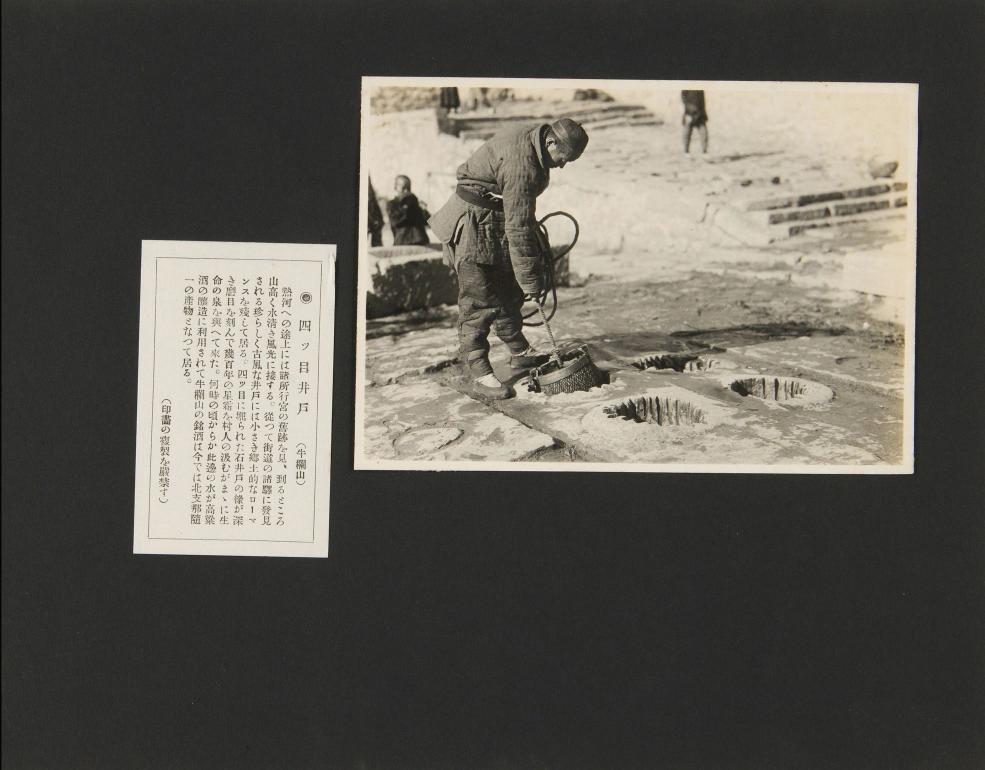 ◉ 四ツ目井戸 （牛欄山）
熱河への途上には諸所行宮の舊跡を見、到るところ
山高く水淸き風光に接する。從つて街道の諸驛に發見
される珍らしく古風な井戸には小さき鄕土的なローマ
ンスを殘して居る。四ツ目に掘られた石井戸の緣が深
き磨目を刻んで幾百年の星霜を村人の汲むがまゝに生
命の泉を與へて來た。何時の頃からか此邊の水が高粱
酒の釀造に利用されて牛欄山の銘酒は今では北支那隨
一の產物となつて居る。
（印畫の複製を嚴禁す）